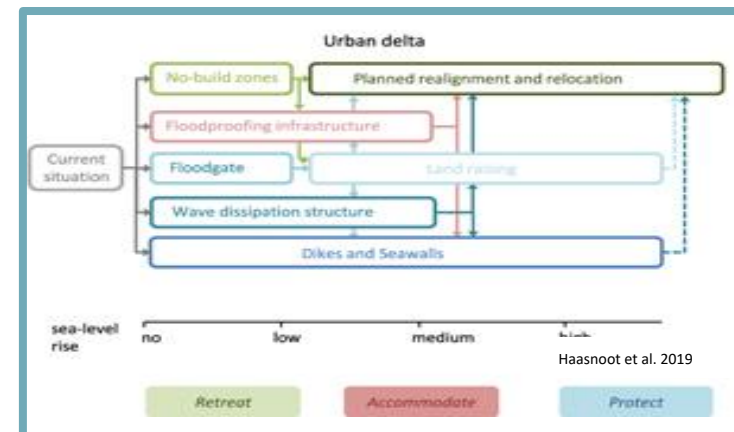 Urban delta
No-build zones
Planned realignment and relocation
Floodproofing infrastructure
Current
situation
Floodgate
Land raising
Wave dissipation structure
Dikes and Seawalls
sea-level
rise
no
low
medium
high
Haasnoot et al. 2019
Retreat
Accommodate
Protect